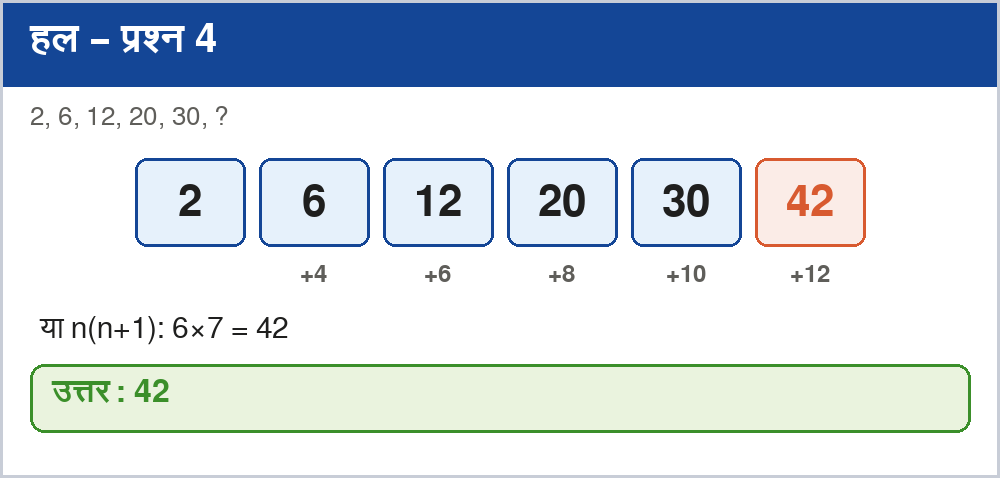 हल – प्रश्न 4
2, 6, 12, 20, 30, ?
2 6 12 20 30 42
+4 +6 +8 +10 +12
या n(n+1): 6×7 = 42
उत्तर : 42